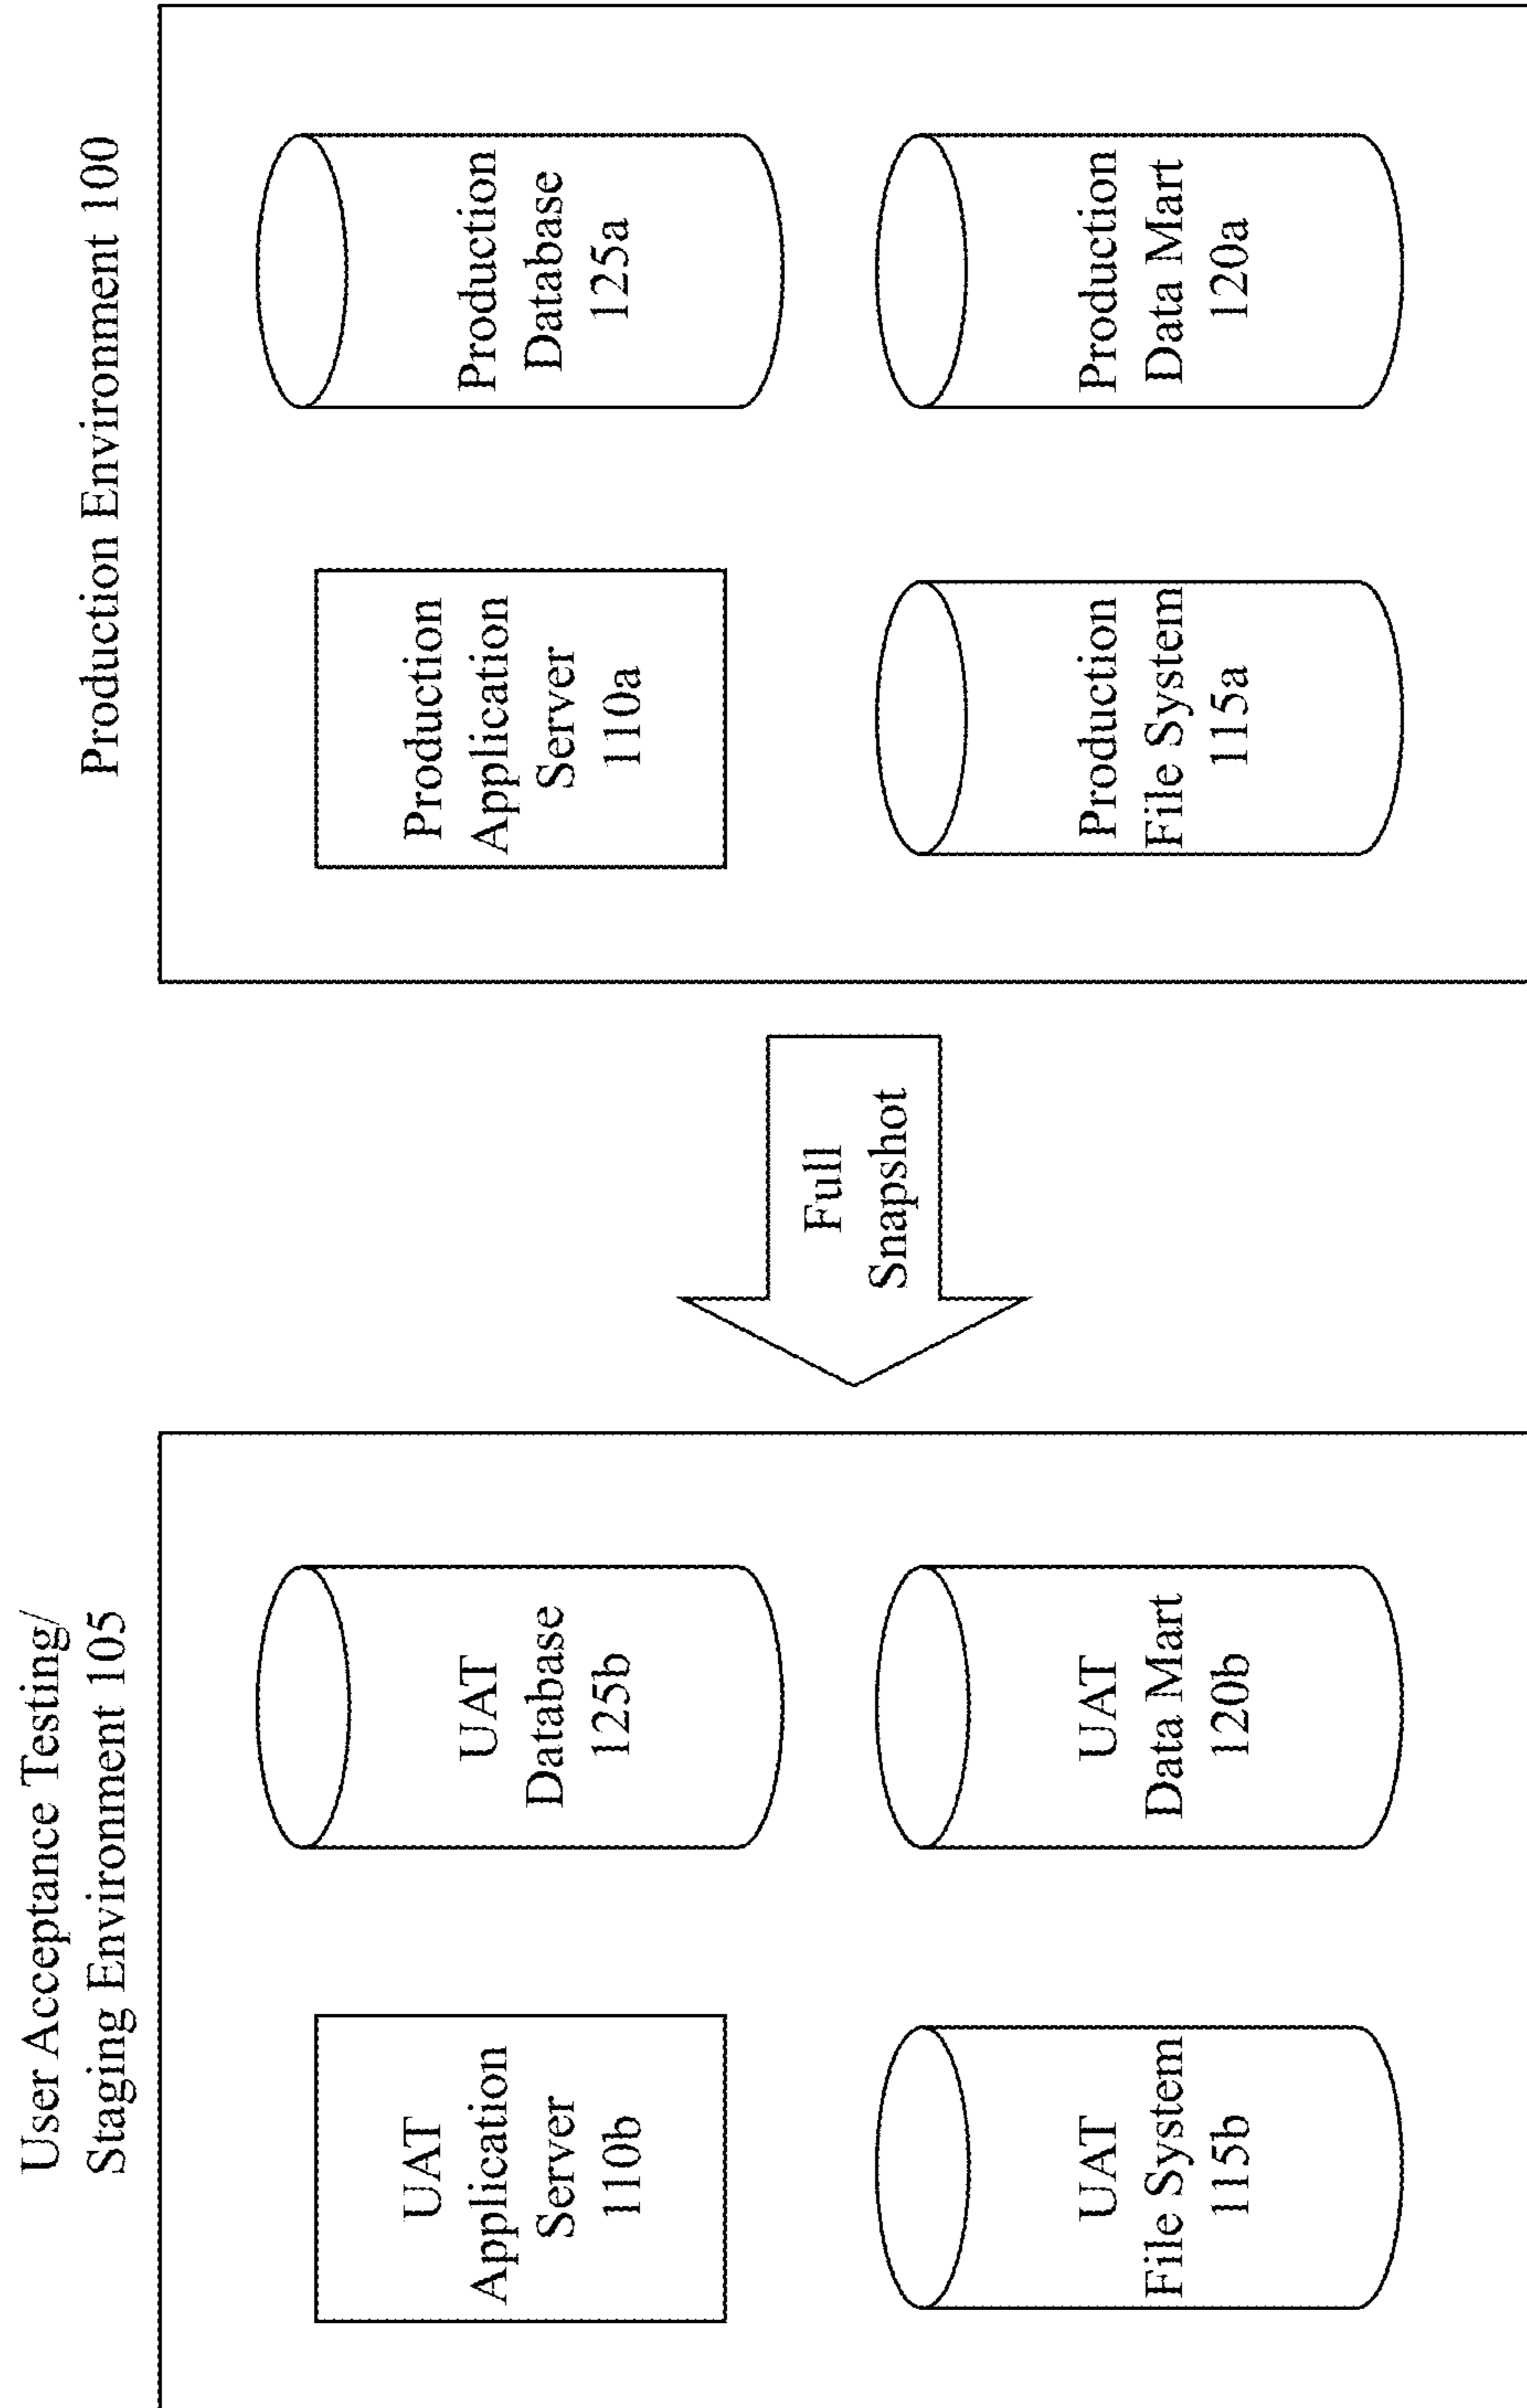 User Acceptance Testing/
Staging Environment 105
UAT
Application
Server
110b
UAT
Database
125b
UAT
File System
115b
UAT
Data Mart
120b
Full
Snapshot
Production Environment 100
Production
Application
Server
110a
Production
Database
125a
Production
File System
115a
Production
Data Mart
120a